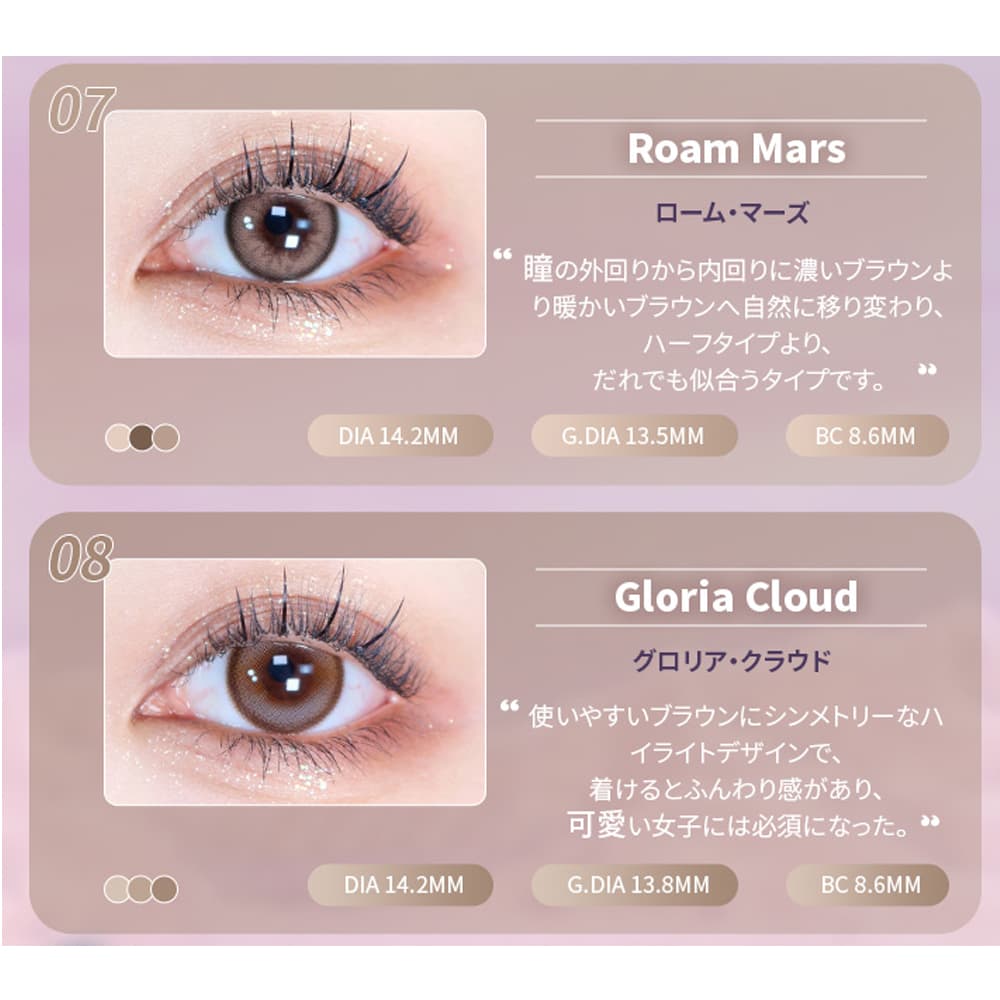 07
Roam Mars
ローム・マーズ
“ 瞳の外回りから内回りに濃いブラウンよ
り暖かいブラウンへ自然に移り変わり、
ハーフタイプより、
だれでも似合うタイプです。 ”
DIA 14.2MM G.DIA 13.5MM BC 8.6MM
08
Gloria Cloud
グロリア・クラウド
“ 使いやすいブラウンにシンメトリーなハ
イライトデザインで、
着けるとふんわり感があり、
可愛い女子には必須になった。 ”
DIA 14.2MM G.DIA 13.8MM BC 8.6MM